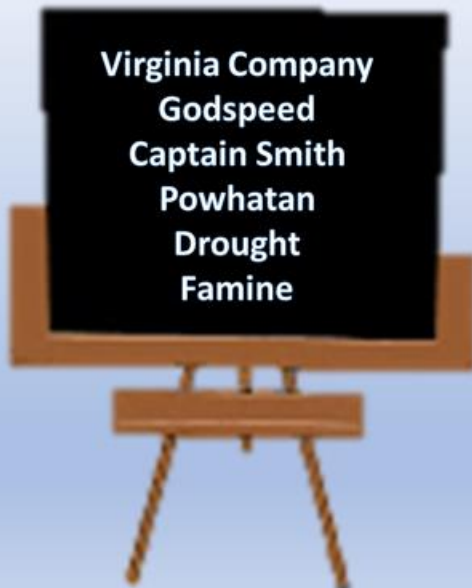 Virginia Company
Godspeed
Captain Smith
Powhatan
Drought
Famine